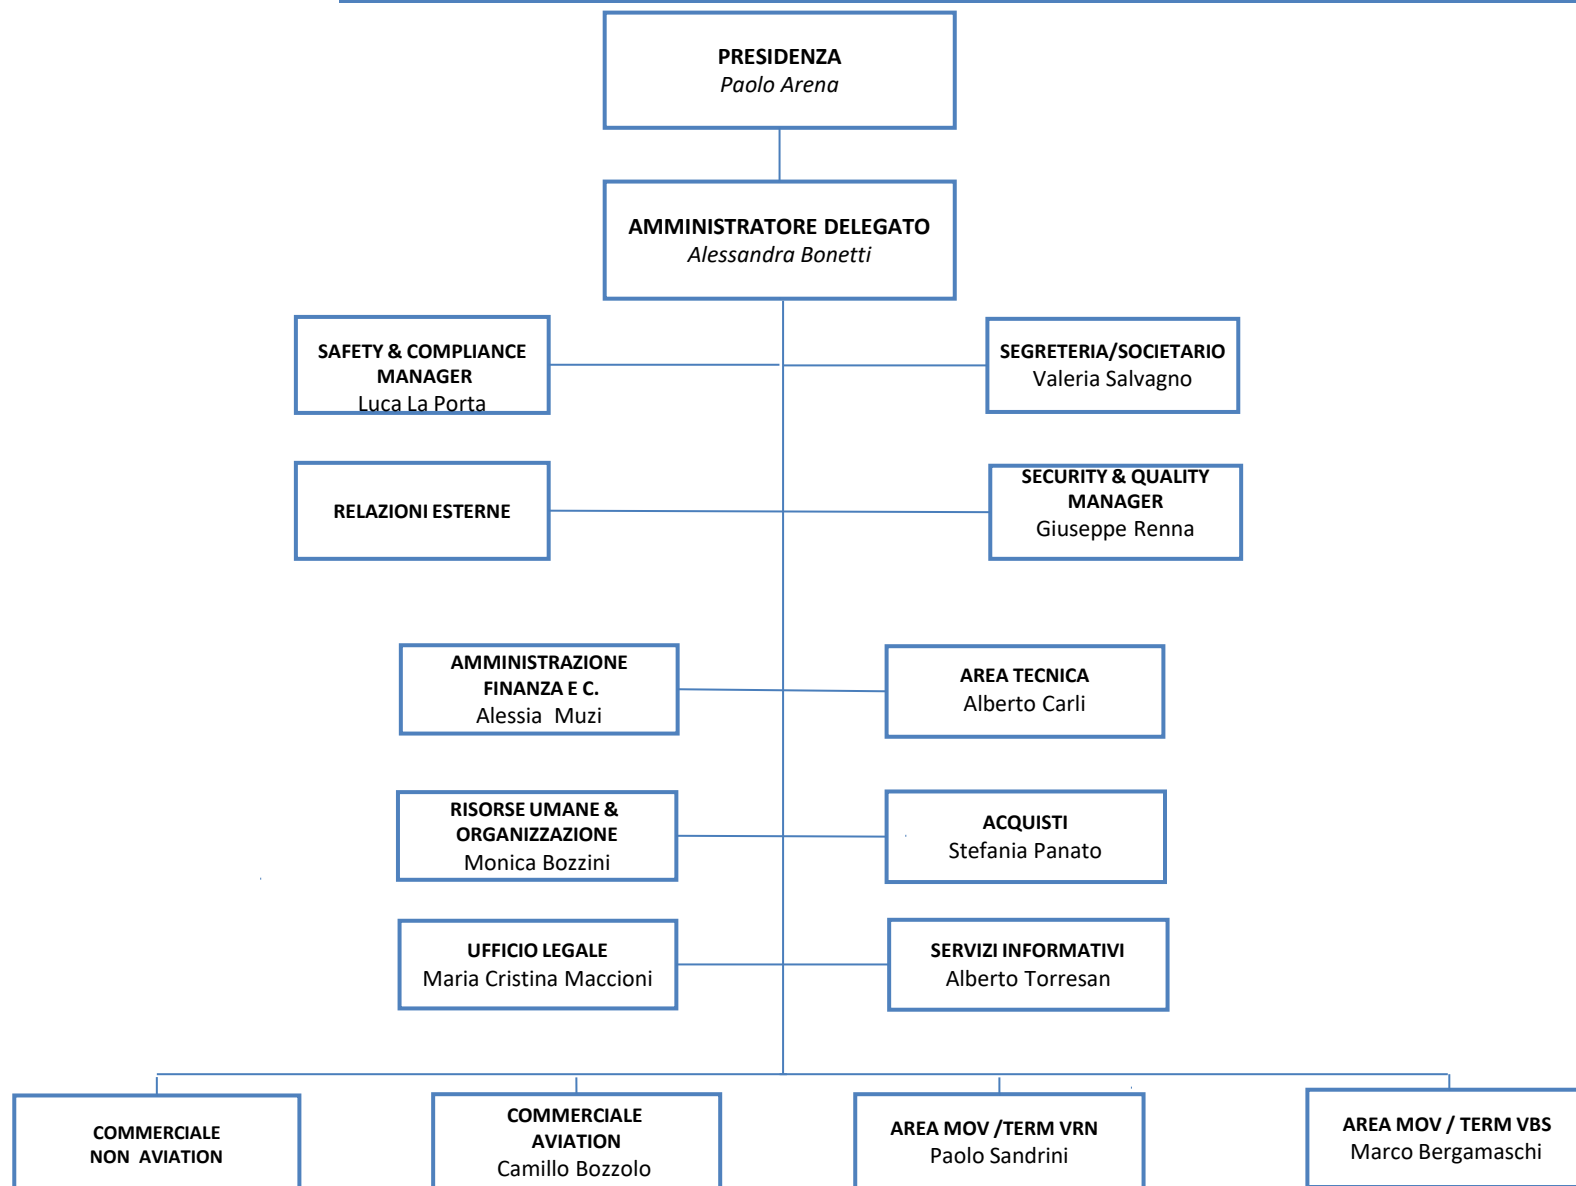 PRESIDENZA
Paolo Arena
AMMINISTRATORE DELEGATO
Alessandra Bonetti
SAFETY & COMPLIANCE
MANAGER
Luca La Porta
SEGRETERIA/SOCIETARIO
Valeria Salvagno
RELAZIONI ESTERNE
SECURITY & QUALITY
MANAGER
Giuseppe Renna
AMMINISTRAZIONE
FINANZA E C.
Alessia Muzi
AREA TECNICA
Alberto Carli
RISORSE UMANE &
ORGANIZZAZIONE
Monica Bozzini
ACQUISTI
Stefania Panato
UFFICIO LEGALE
Maria Cristina Maccioni
SERVIZI INFORMATIVI
Alberto Torresan
COMMERCIALE
NON AVIATION
COMMERCIALE
AVIATION
Camillo Bozzolo
AREA MOV /TERM VRN
Paolo Sandrini
AREA MOV / TERM VBS
Marco Bergamaschi